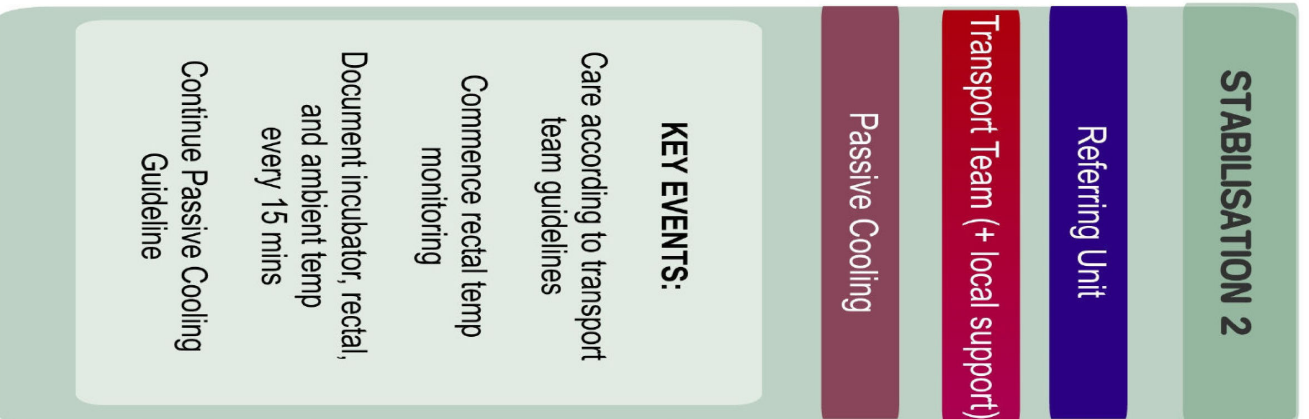 STABILISATION 2
Referring Unit
Transport Team (+ local support)
Passive Cooling
KEY EVENTS:
Care according to transport
team guidelines
Commence rectal temp
monitoring
Document incubator, rectal,
and ambient temp
every 15 mins
Continue Passive Cooling
Guideline